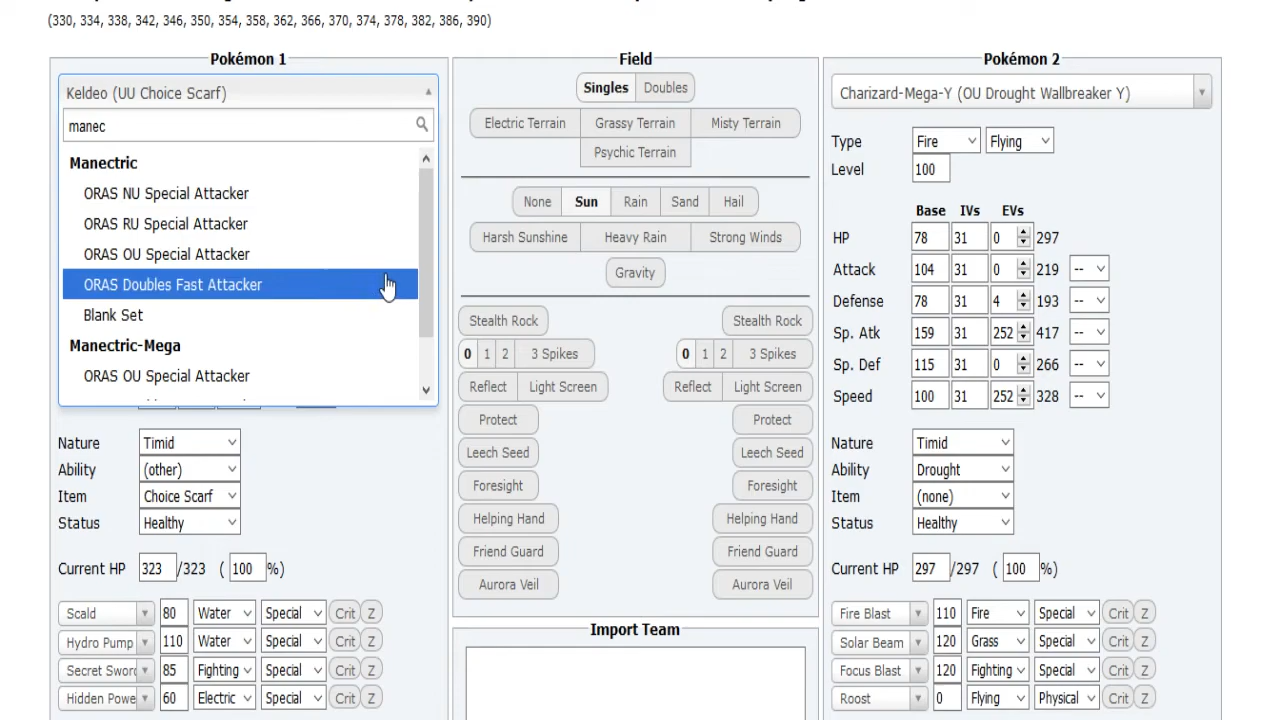 (330, 334, 338, 342, 346, 350, 354, 358, 362, 366, 370, 374, 378, 382, 386, 390)
Pokémon 1
Keldeo (UU Choice Scarf)
manec
Manectric
ORAS NU Special Attacker
ORAS RU Special Attacker
ORAS OU Special Attacker
ORAS Doubles Fast Attacker
Blank Set
Manectric-Mega
ORAS OU Special Attacker
Nature Timid
Ability (other)
Item Choice Scarf
Status Healthy
Current HP 323 /323 ( 100 %)
Scald 80 Water Special Crit Z
Hydro Pump 110 Water Special Crit Z
Secret Sword 85 Fighting Special Crit Z
Hidden Powe 60 Electric Special Crit Z
Field
Singles Doubles
Electric Terrain Grassy Terrain Misty Terrain
Psychic Terrain
None Sun Rain Sand Hail
Harsh Sunshine Heavy Rain Strong Winds
Gravity
Stealth Rock Stealth Rock
0 1 2 3 Spikes 0 1 2 3 Spikes
Reflect Light Screen Reflect Light Screen
Protect Protect
Leech Seed Leech Seed
Foresight Foresight
Helping Hand Helping Hand
Friend Guard Friend Guard
Aurora Veil Aurora Veil
Import Team
Pokémon 2
Charizard-Mega-Y (OU Drought Wallbreaker Y)
Type Fire Flying
Level 100
Base IVs EVs
HP 78 31 0 297
Attack 104 31 0 219 --
Defense 78 31 4 193 --
Sp. Atk 159 31 252 417 --
Sp. Def 115 31 0 266 --
Speed 100 31 252 328 --
Nature Timid
Ability Drought
Item (none)
Status Healthy
Current HP 297 /297 ( 100 %)
Fire Blast 110 Fire Special Crit Z
Solar Beam 120 Grass Special Crit Z
Focus Blast 120 Fighting Special Crit Z
Roost 0 Flying Physical Crit Z